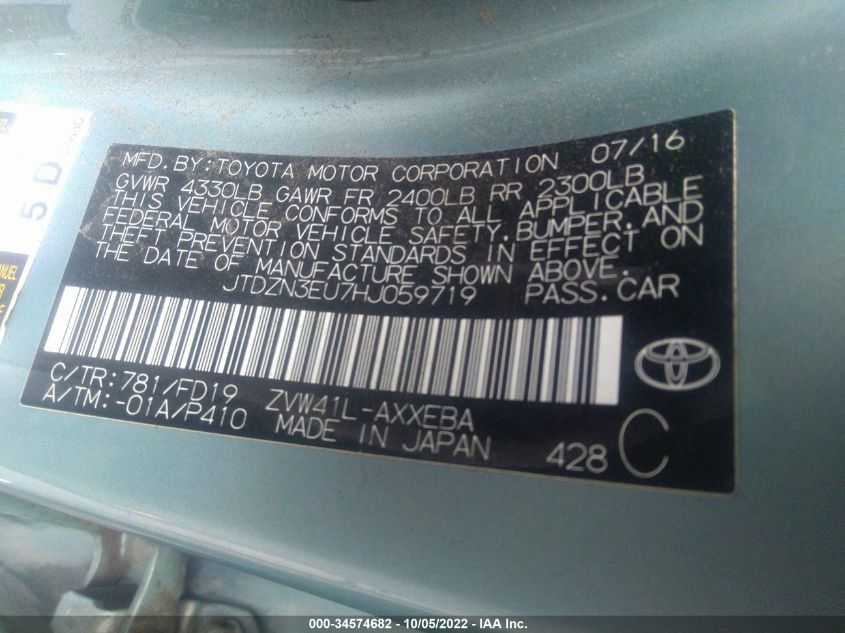 5 D
MFD. BY: TOYOTA MOTOR CORPORATION 07/16
GVWR 4330LB GAWR FR 2400LB RR 2300LB
THIS VEHICLE CONFORMS TO ALL APPLICABLE
FEDERAL MOTOR VEHICLE SAFETY, BUMPER, AND
THEFT PREVENTION STANDARDS IN EFFECT ON
THE DATE OF MANUFACTURE SHOWN ABOVE.
JTDZN3EU7HJ059719 PASS.CAR
C/TR: 781/FD19 ZVW41L-AXXEBA
A/TM:-01A/P410 MADE IN JAPAN 428 C
000-34574682 - 10/05/2022 - IAA Inc.